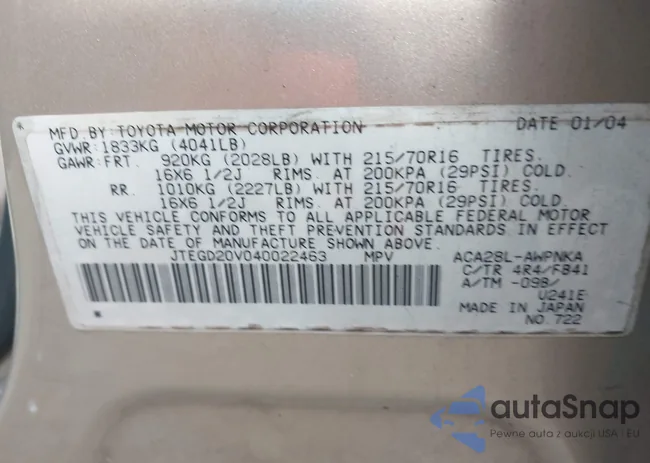 MFD. BY: TOYOTA MOTOR CORPORATION DATE 01/04
GVWR: 1833KG (4041LB)
GAWR: FRT. 920KG (2028LB) WITH 215/70R16 TIRES.
16X6 1/2J RIMS. AT 200KPA (29PSI) COLD.
RR. 1010KG (2227LB) WITH 215/70R16 TIRES.
16X6 1/2J RIMS. AT 200KPA (29PSI) COLD.
THIS VEHICLE CONFORMS TO ALL APPLICABLE FEDERAL MOTOR
VEHICLE SAFETY AND THEFT PREVENTION STANDARDS IN EFFECT
ON THE DATE OF MANUFACTURE SHOWN ABOVE.
JTEGD20V040022463 MPV ACA28L-AWPNKA
C/TR 4R4/FB41
A/TM -09B/
U241E
MADE IN JAPAN
NO.722
autaSnap
Pewne auta z aukcji USA i EU